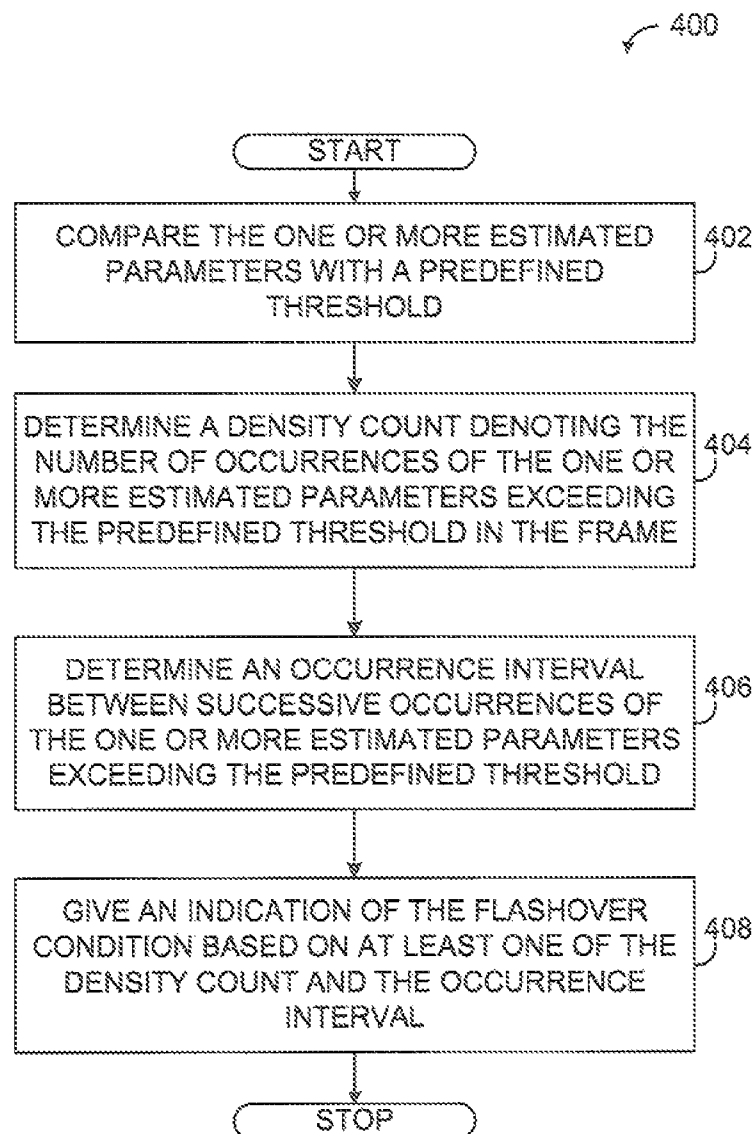 400
START
COMPARE THE ONE OR MORE ESTIMATED
PARAMETERS WITH A PREDEFINED
THRESHOLD
402
DETERMINE A DENSITY COUNT DENOTING THE
NUMBER OF OCCURRENCES OF THE ONE OR
MORE ESTIMATED PARAMETERS EXCEEDING
THE PREDEFINED THRESHOLD IN THE FRAME
404
DETERMINE AN OCCURRENCE INTERVAL
BETWEEN SUCCESSIVE OCCURRENCES OF
THE ONE OR MORE ESTIMATED PARAMETERS
EXCEEDING THE PREDEFINED THRESHOLD
406
GIVE AN INDICATION OF THE FLASHOVER
CONDITION BASED ON AT LEAST ONE OF THE
DENSITY COUNT AND THE OCCURRENCE
INTERVAL
408
STOP